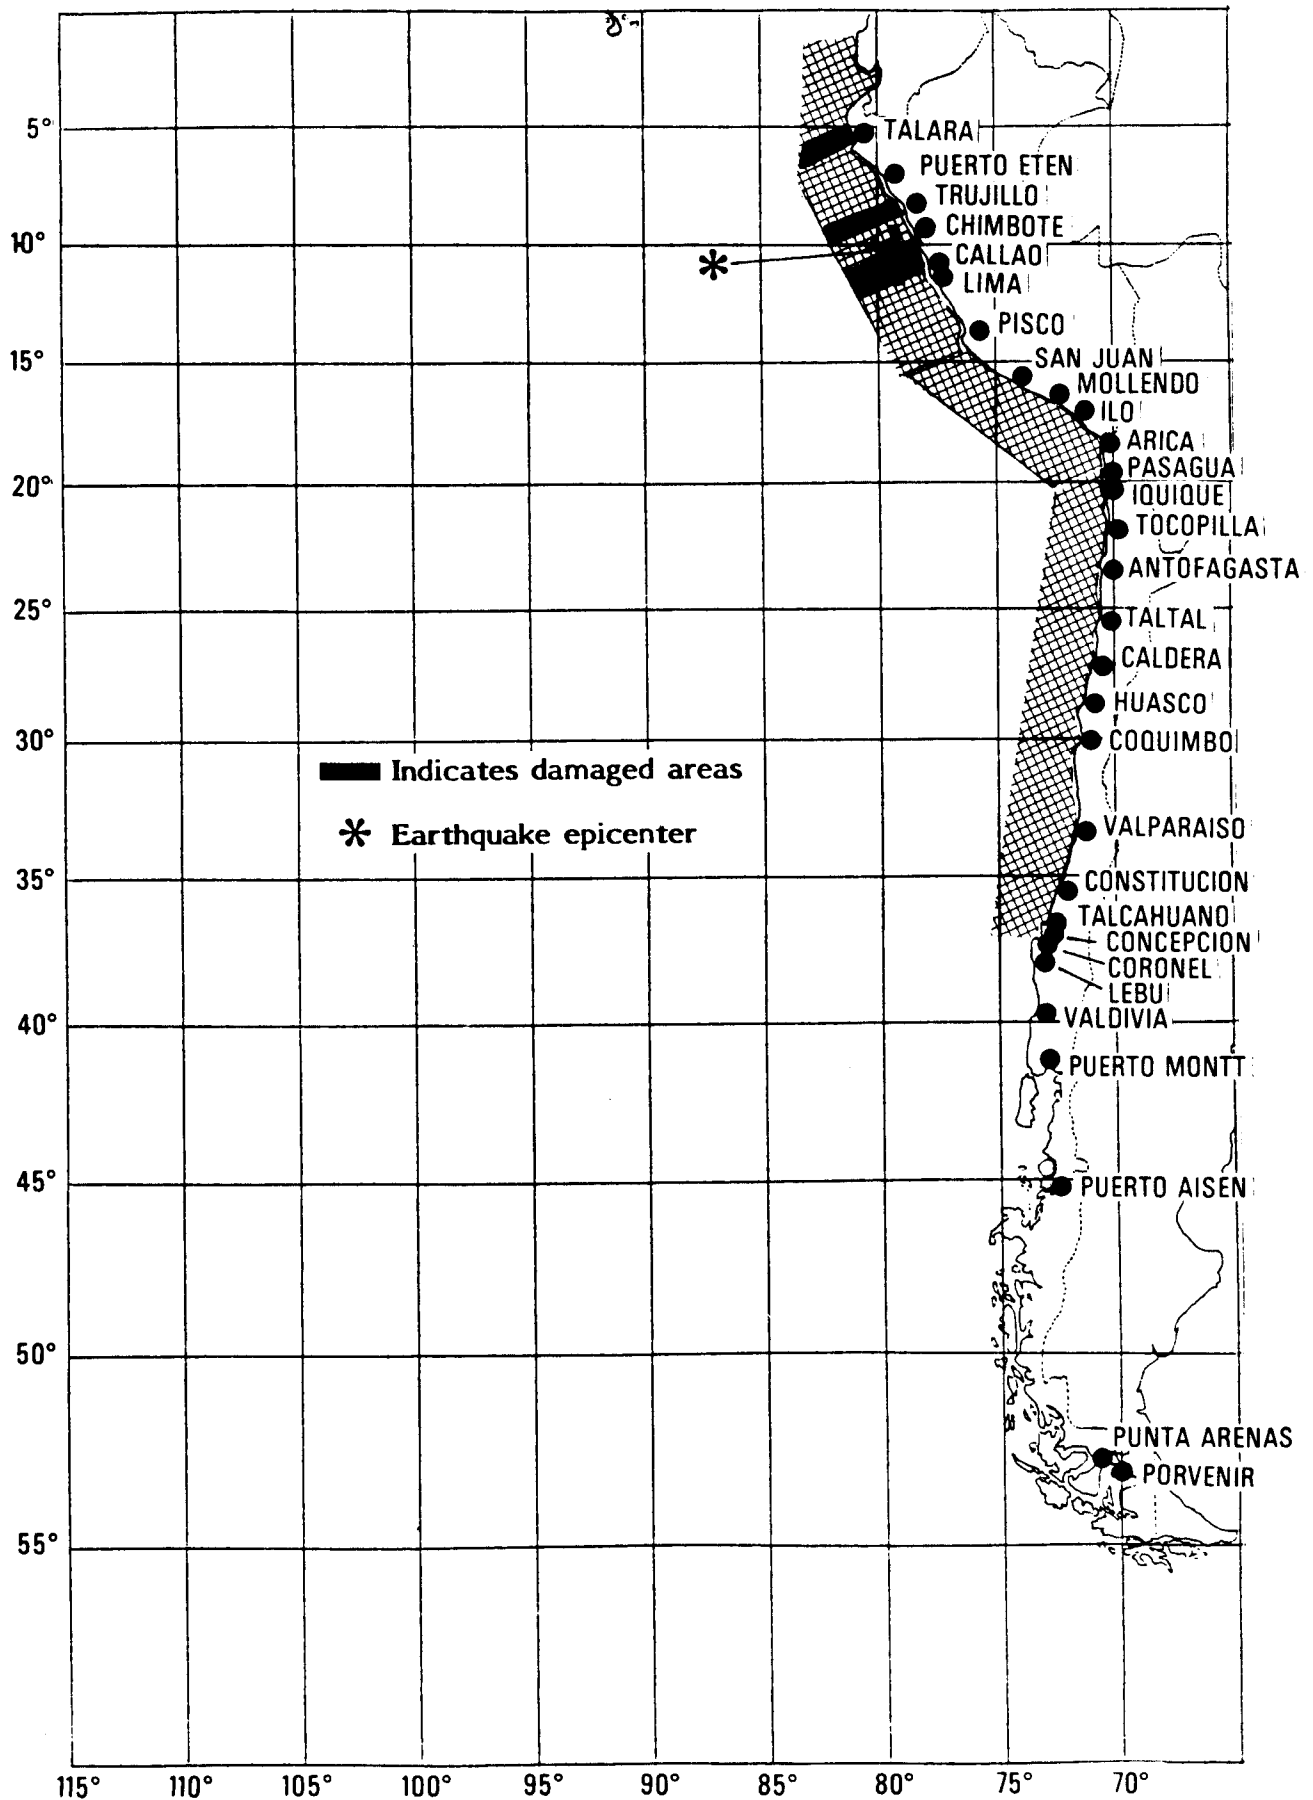 5°
TALARA
PUERTO ETEN
TRUJILLO
CHIMBOTE
10°
CALLAO
LIMA
PISCO
15°
SAN JUAN
MOLLENDO
ILO
ARICA
PASAGUA
20°
IQUIQUE
TOCOPILLA
ANTOFAGASTA
25°
TALTAL
CALDERA
HUASCO
30°
COQUIMBO
Indicates damaged areas
Earthquake epicenter
VALPARAISO
35°
CONSTITUCION
TALCAHUANO
CONCEPCION
CORONEL
LEBU
40°
VALDIVIA
PUERTO MONTT
45°
PUERTO AISEN
50°
PUNTA ARENAS
PORVENIR
55°
115° 110° 105° 100° 95° 90° 85° 80° 75° 70°